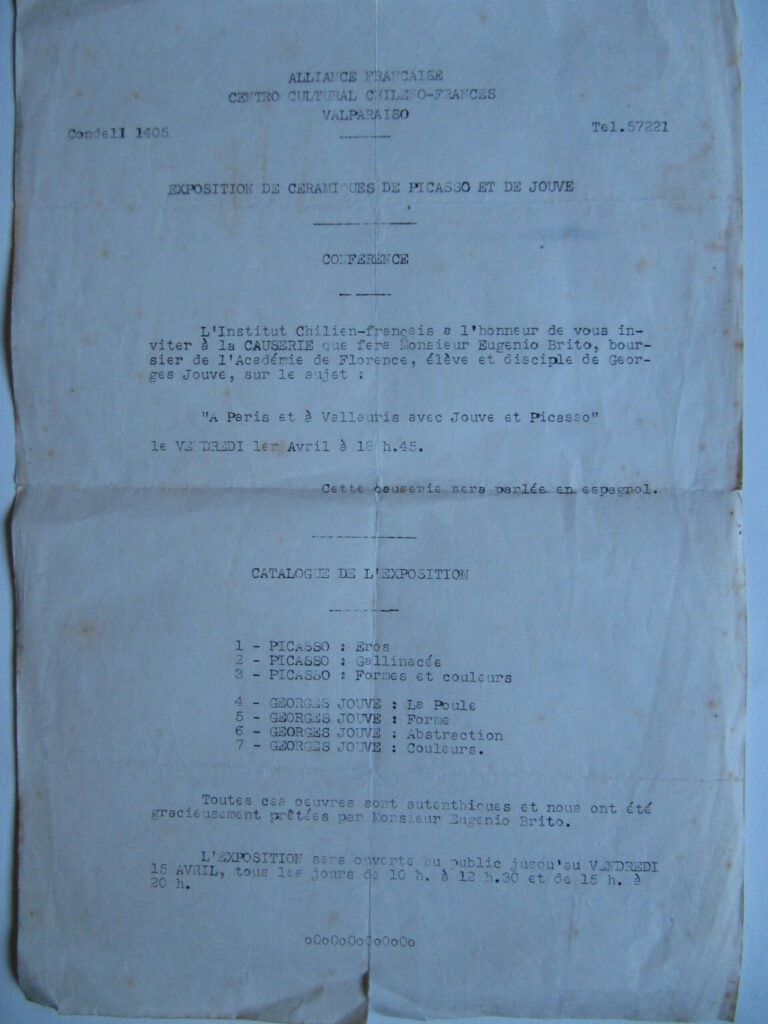 ALLIANCE FRANCAISE
CENTRO CULTURAL CHILENO-FRANCES
VALPARAISO
Condell 1405
Tel.57221
EXPOSITION DE CERAMIQUES DE PICASSO ET DE JOUVE
CONFERENCE
L'Institut Chilien-français a l'honneur de vous in-
viter à la CAUSERIE que fera Monsieur Eugenio Brito, bour-
sier de l'Académie de Florence, élève et disciple de Geor-
ges Jouve, sur le sujet :
"A Paris et à Vallauris avec Jouve et Picasso"
le VENDREDI 1er Avril à 18 h.45.
Cette causerie sera parlée en espagnol.
CATALOGUE DE L'EXPOSITION
1 - PICASSO : Eros
2 - PICASSO : Gallinacée
3 - PICASSO : Formes et couleurs
4 - GEORGES JOUVE : La Poule
5 - GEORGES JOUVE : Forme
6 - GEORGES JOUVE : Abstraction
7 - GEORGES JOUVE : Couleurs.
Toutes ces oeuvres sont autenthiques et nous ont été
gracieusement prêtées par Monsieur Eugenio Brito.
L'EXPOSITION sera ouverte au public jusqu'au VENDREDI
15 AVRIL, tous les jours de 10 h. à 12 h.30 et de 15 h. à
20 h.
oOoOoOoOoOoOo